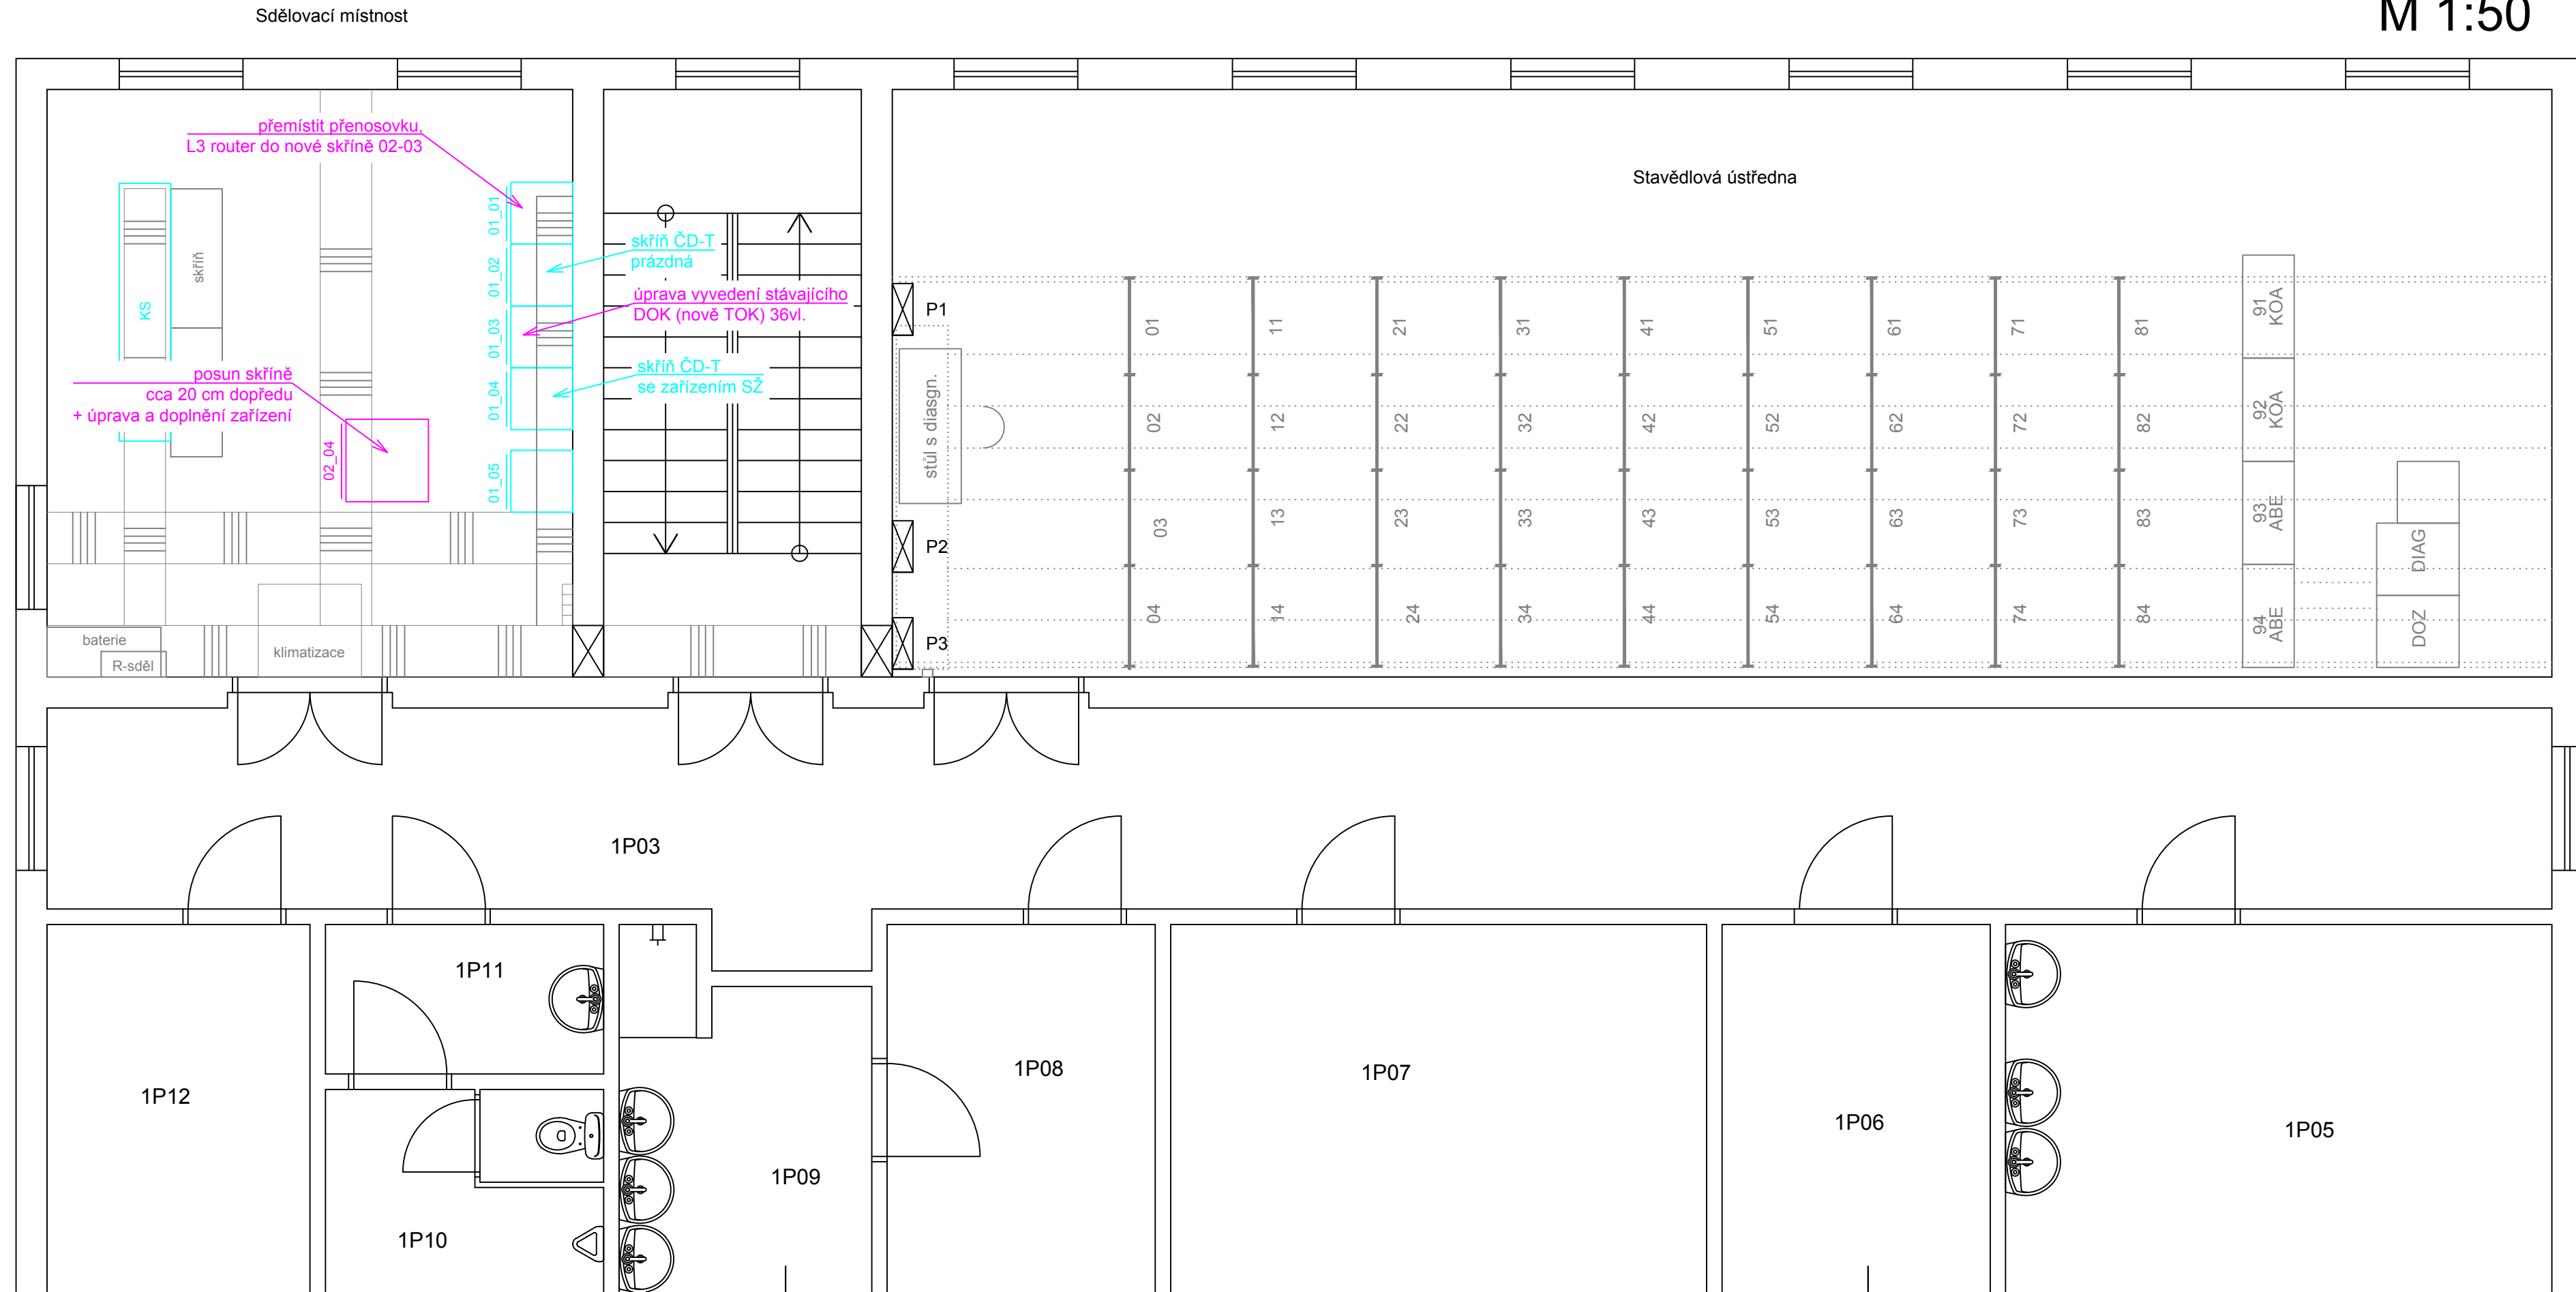 Sdělovací místnost
M 1:50
přemístit přenosovku,
L3 router do nové skříně 02-03
Stavědlová ústředna
01_01
skříň ČD-T
prázdná
01_02
skříň
KS
úprava vyvedení stávajícího
DOK (nově TOK) 36vl.
01_03
skříň ČD-T
se zařízením SŽ
01_04
posun skříně
cca 20 cm dopředu
+ úprava a doplnění zařízení
02_04
01_05
baterie
R-sděl
klimatizace
P1
stůl s diasgn.
P2
P3
01
11
21
31
41
51
61
71
81
91
KOA
02
12
22
32
42
52
62
72
82
92
KOA
03
13
23
33
43
53
63
73
83
93
ABE
DIAG
04
14
24
34
44
54
64
74
84
94
ABE
DOZ
1P03
1P11
1P12
1P10
1P09
1P08
1P07
1P06
1P05